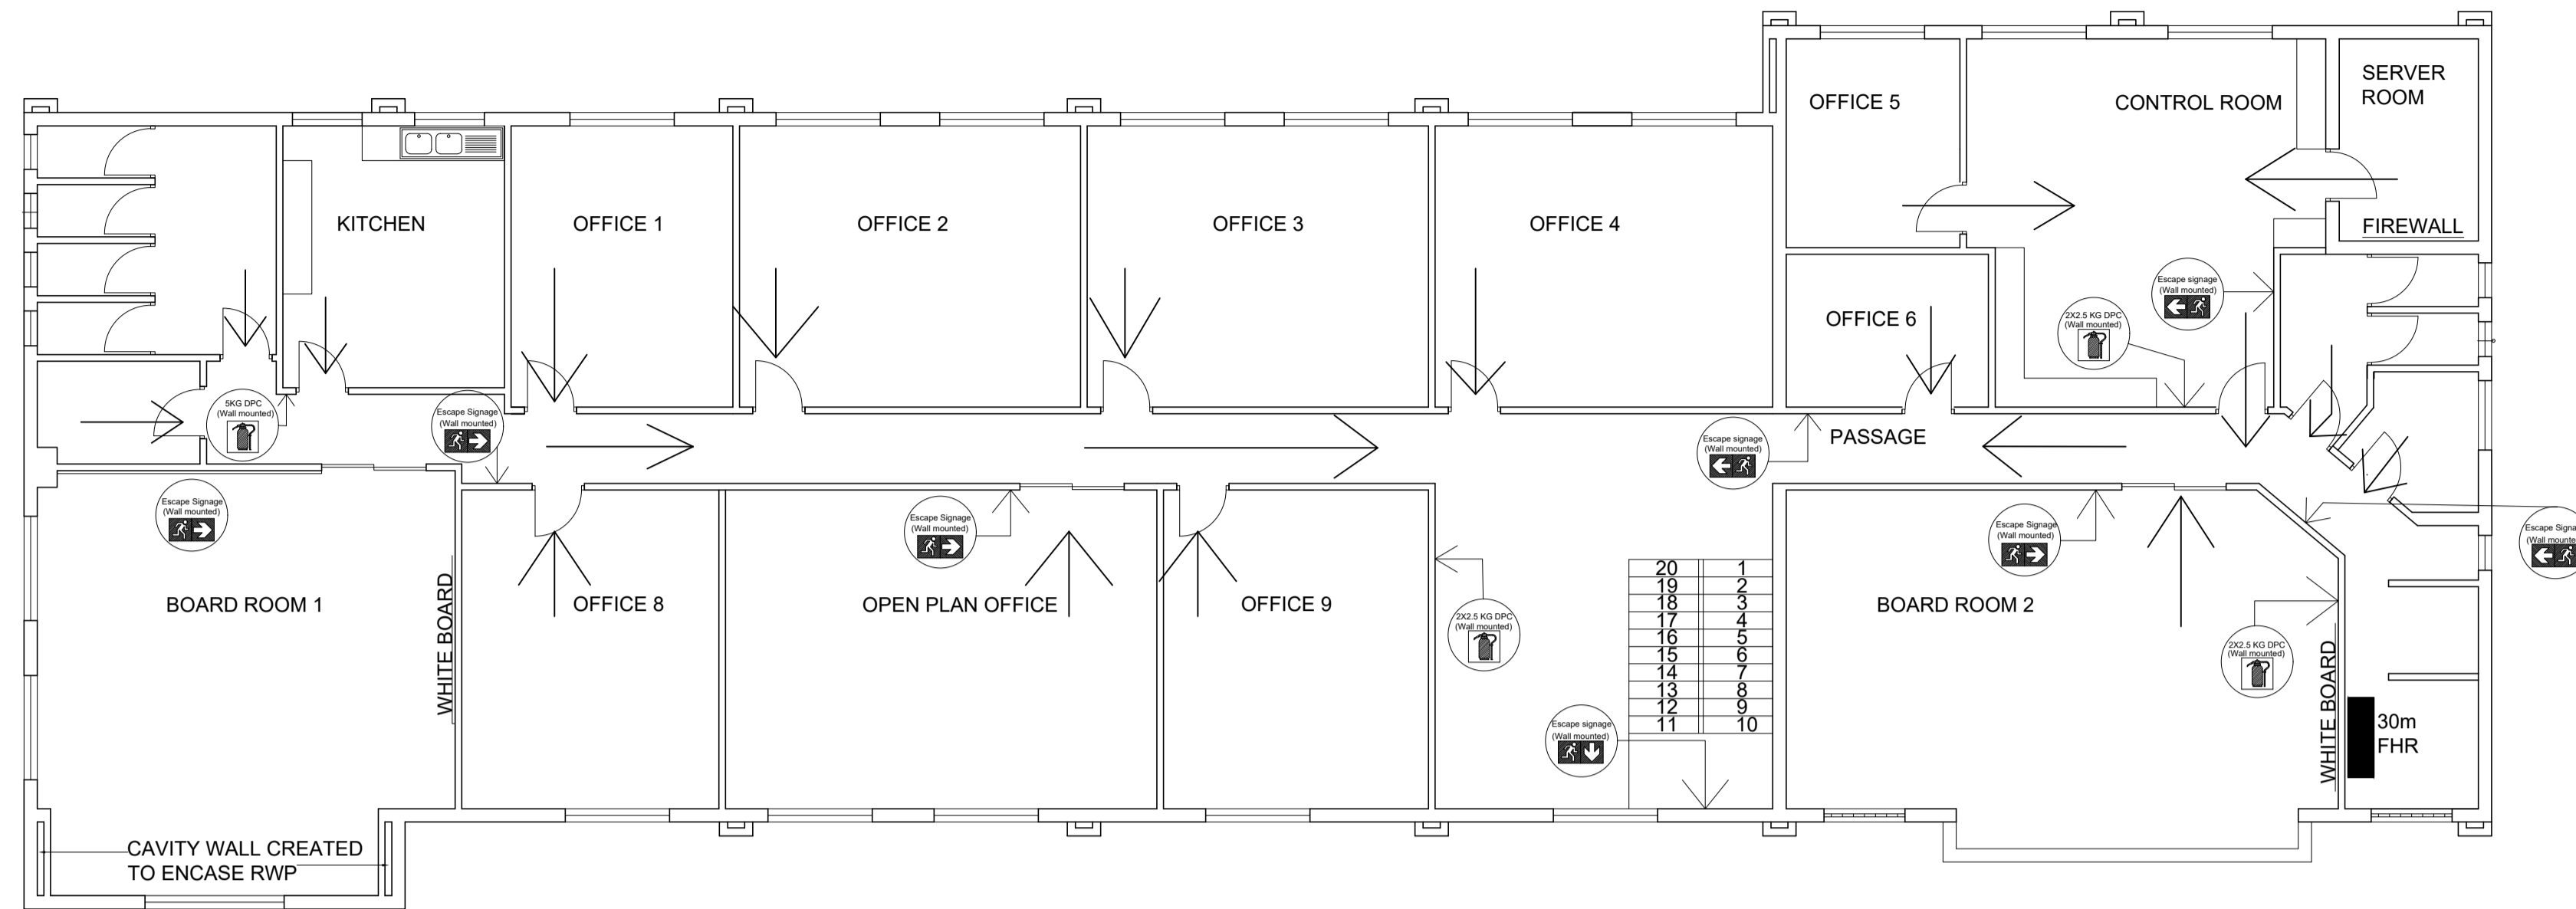 SERVER
ROOM
OFFICE 5
CONTROL ROOM
KITCHEN
OFFICE 1
OFFICE 2
OFFICE 3
OFFICE 4
FIREWALL
Escape signage
(Wall mounted)
2X2.5 KG DPC
(Wall mounted)
OFFICE 6
5KG DPC
(Wall mounted)
Escape Signage
(Wall mounted)
Escape signage
(Wall mounted)
PASSAGE
Escape Signage
(Wall mounted)
Escape Signage
(Wall mounted)
Escape Signage
(Wall mounted)
Escape Signa
(Wall mounte
BOARD ROOM 1
WHITE BOARD
OFFICE 8
OPEN PLAN OFFICE
OFFICE 9
2X2.5 KG DPC
(Wall mounted)
20 1
19 2
18 3
17 4
16 5
15 6
14 7
13 8
12 9
11 10
BOARD ROOM 2
2X2.5 KG DPC
(Wall mounted)
WHITE BOARD
Escape signage
(Wall mounted)
30m
FHR
CAVITY WALL CREATED
TO ENCASE RWP